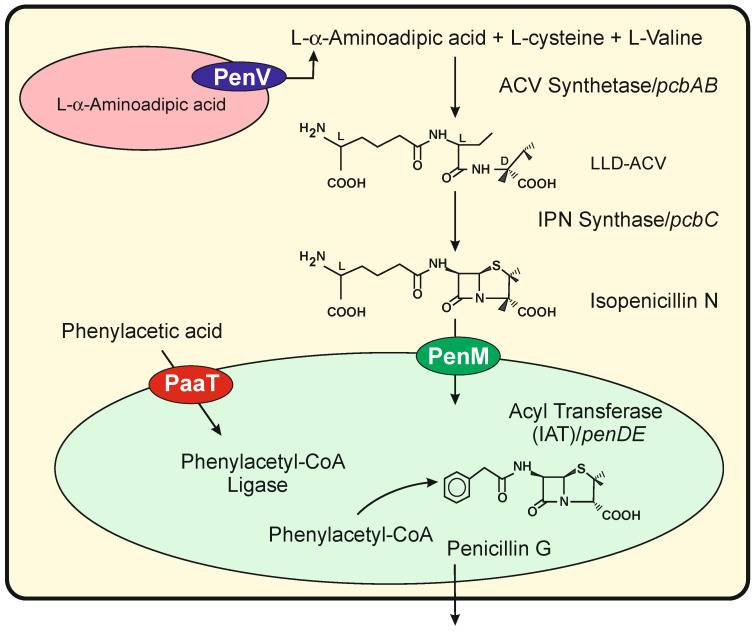 L-α-Aminoadipic acid + L-cysteine + L-Valine
PenV
L-α-Aminoadipic acid
ACV Synthetase/pcbAB
H₂N
L
NH
L
O
COOH
O
NH
D
COOH
LLD-ACV
IPN Synthase/pcbC
H₂N
L
NH
S
O
N
O
COOH
COOH
Isopenicillin N
Phenylacetic acid
PenM
PaaT
Acyl Transferase
(IAT)/penDE
Phenylacetyl-CoA
Ligase
NH
S
O
N
O
COOH
Phenylacetyl-CoA
Penicillin G